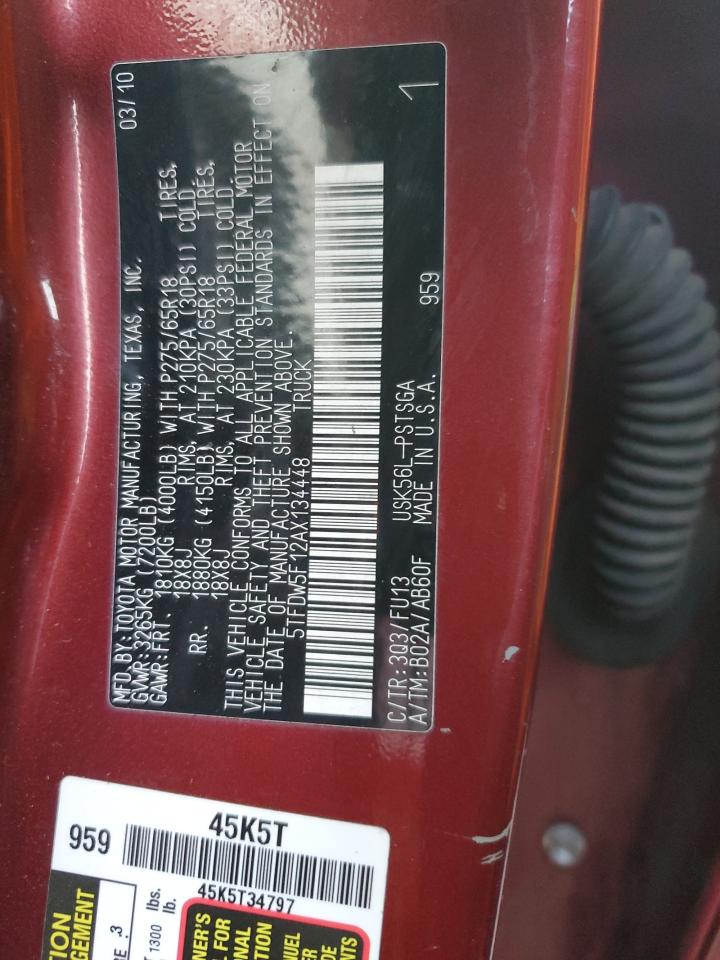 MFD.BY:TOYOTA MOTOR MANUFACTURING, TEXAS, INC. 03/10
GVWR:3265KG (7200LB)
GAWR:FRT. 1810KG (4000LB) WITH P275/65R18 TIRES,
18X8J RIMS, AT 210KPA (30PSI) COLD.
RR. 1880KG (4150LB) WITH P275/65R18 TIRES,
18X8J RIMS, AT 230KPA (33PSI) COLD.
THIS VEHICLE CONFORMS TO ALL APPLICABLE FEDERAL MOTOR
VEHICLE SAFETY AND THEFT PREVENTION STANDARDS IN EFFECT ON
THE DATE OF MANUFACTURE SHOWN ABOVE.
5TFDW5F12AX134448 TRUCK
C/TR:3Q3/FU13 USK56L-PSTSGA 1
A/TM:B02A/AB60F MADE IN U.S.A. 959
959
45K5T
45K5T34797
1300 lbs.
lb.
.3